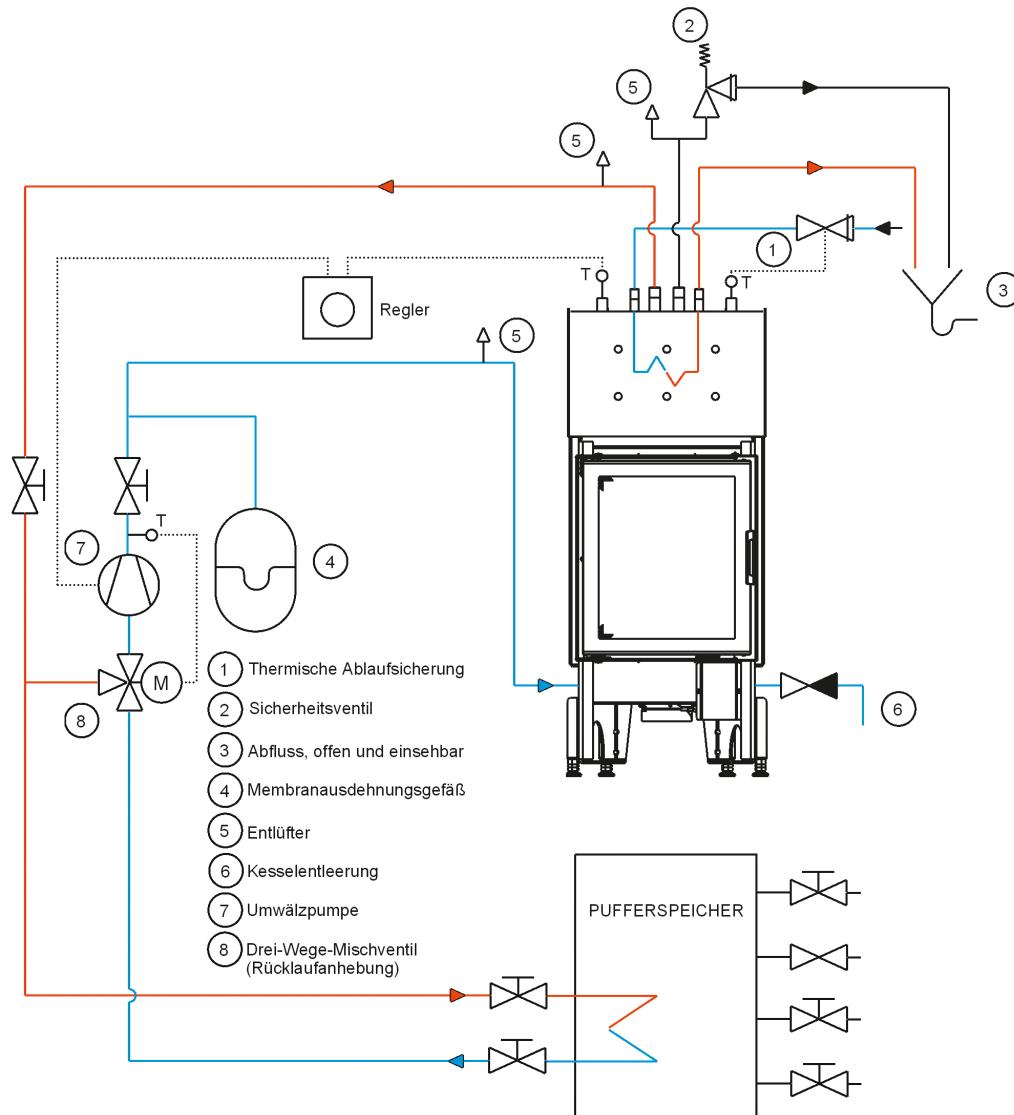 2
5
5
1
T
T
3
Regler
5
T
7
4
M
8
6
1 Thermische Ablaufsicherung
2 Sicherheitsventil
3 Abfluss, offen und einsehbar
4 Membranausdehnungsgefäß
5 Entlüfter
6 Kesselentleerung
7 Umwälzpumpe
8 Drei-Wege-Mischventil
(Rücklaufanhebung)
PUFFERSPEICHER